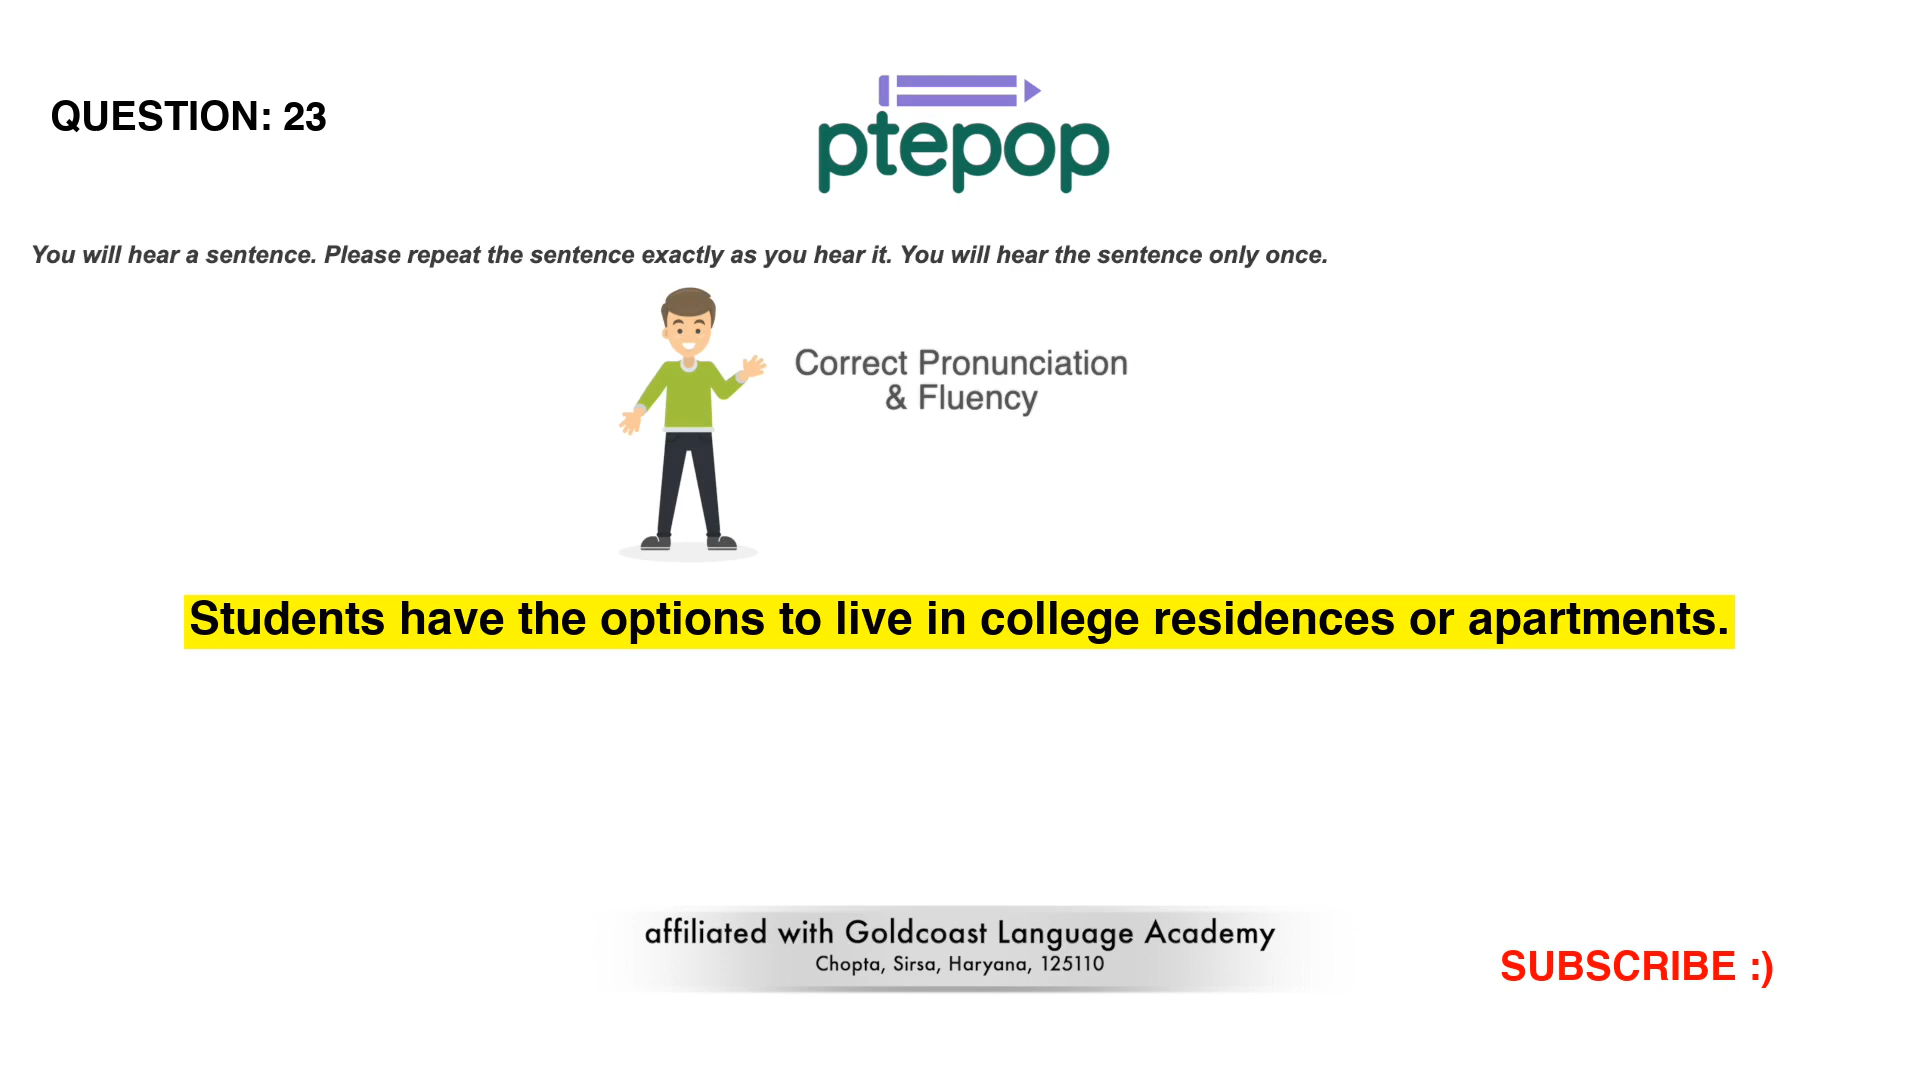 QUESTION: 23
ptepop
You will hear a sentence. Please repeat the sentence exactly as you hear it. You will hear the sentence only once.
Correct Pronunciation
& Fluency
Students have the options to live in college residences or apartments.
affiliated with Goldcoast Language Academy
Chopta, Sirsa, Haryana, 125110
SUBSCRIBE :)